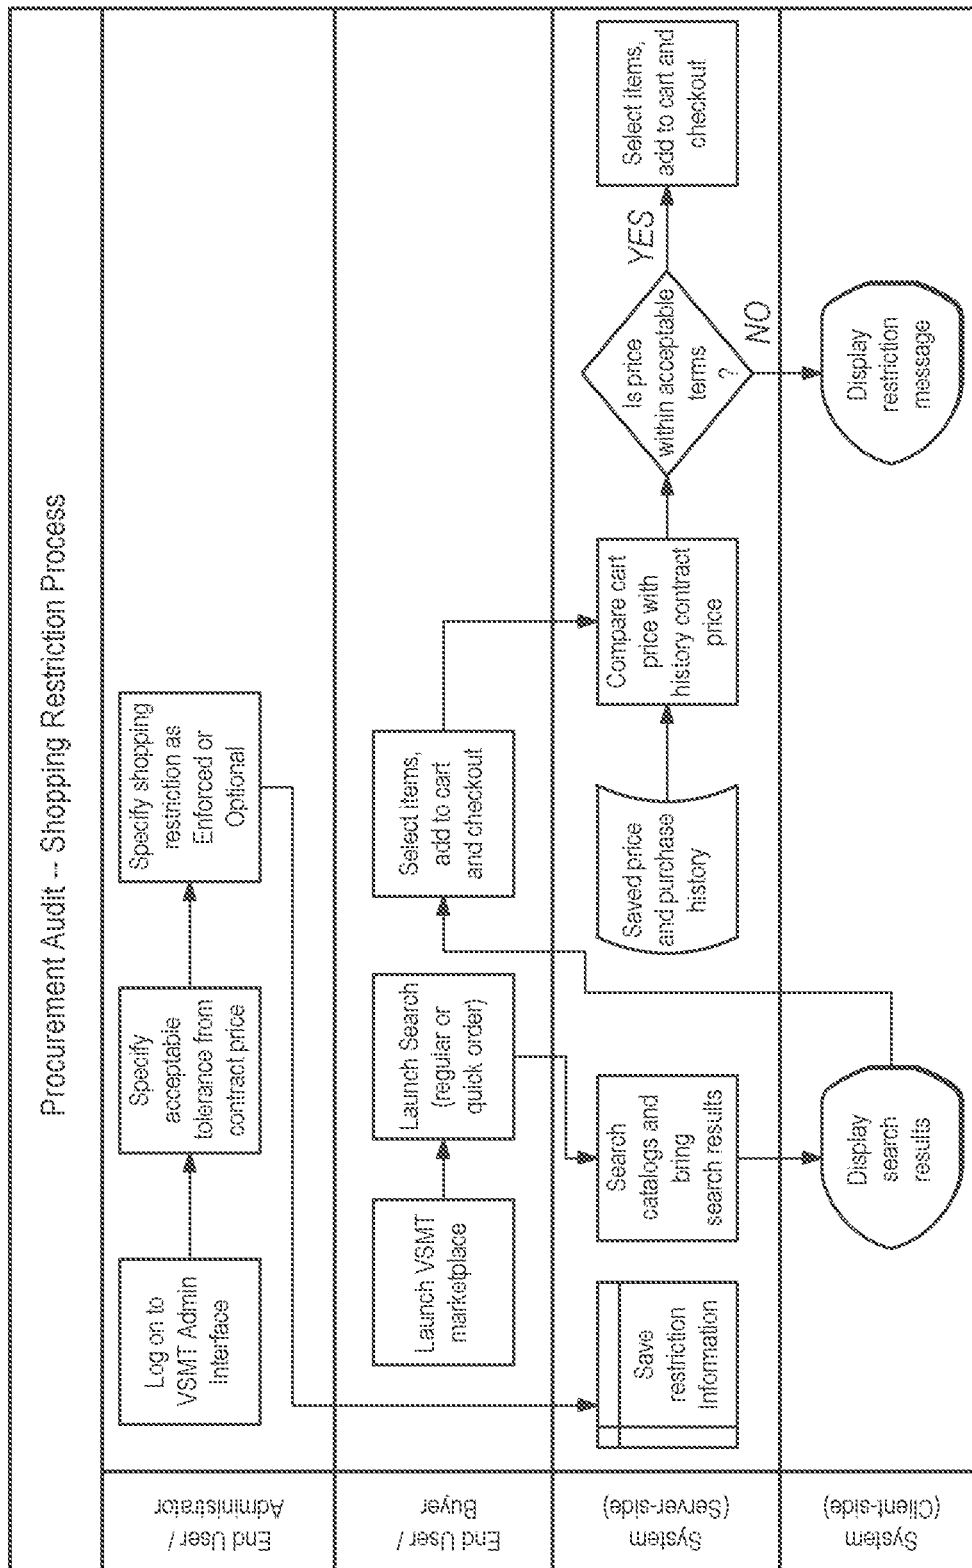 Procurement Audit -- Shopping Restriction Process
End User /
Administrator
Log on to
VSMT Admin
Interface
Specify
acceptable
tolerance from
contract price
Specify shopping
restriction as
Enforced or
Optional
End User /
Buyer
Launch VSMT
marketplace
Launch Search
(regular or
quick order)
Select items,
add to cart
and checkout
System
(Server-side)
Save
restriction
Information
Search
catalogs and
bring
search results
Saved price
and purchase
history
Compare cart
price with
history contract
price
Is price
within acceptable
terms
?
YES
NO
Select items,
add to cart and
checkout
System
(Client-side)
Display
search
results
Display
restriction
message